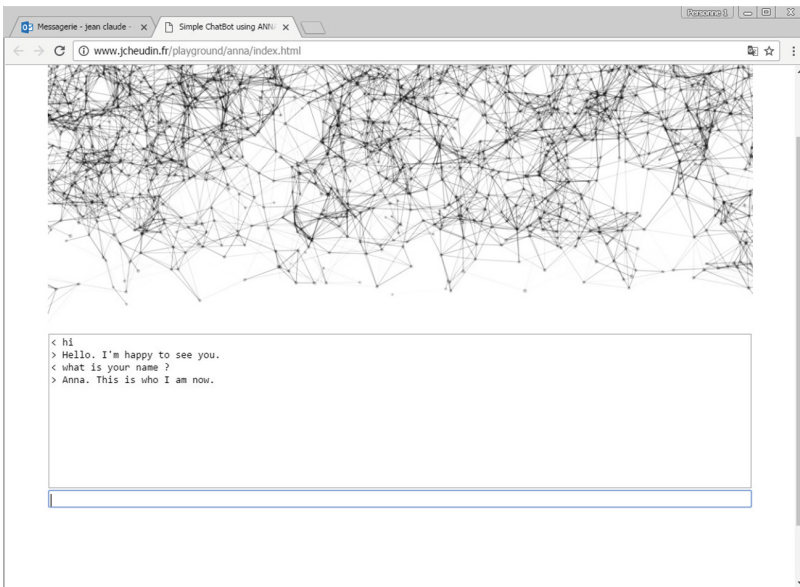 Personne 1
Messagerie - jean claude -
Simple ChatBot using ANNA
www.jcheudin.fr/playground/anna/index.html
< hi
> Hello. I'm happy to see you.
< what is your name ?
> Anna. This is who I am now.